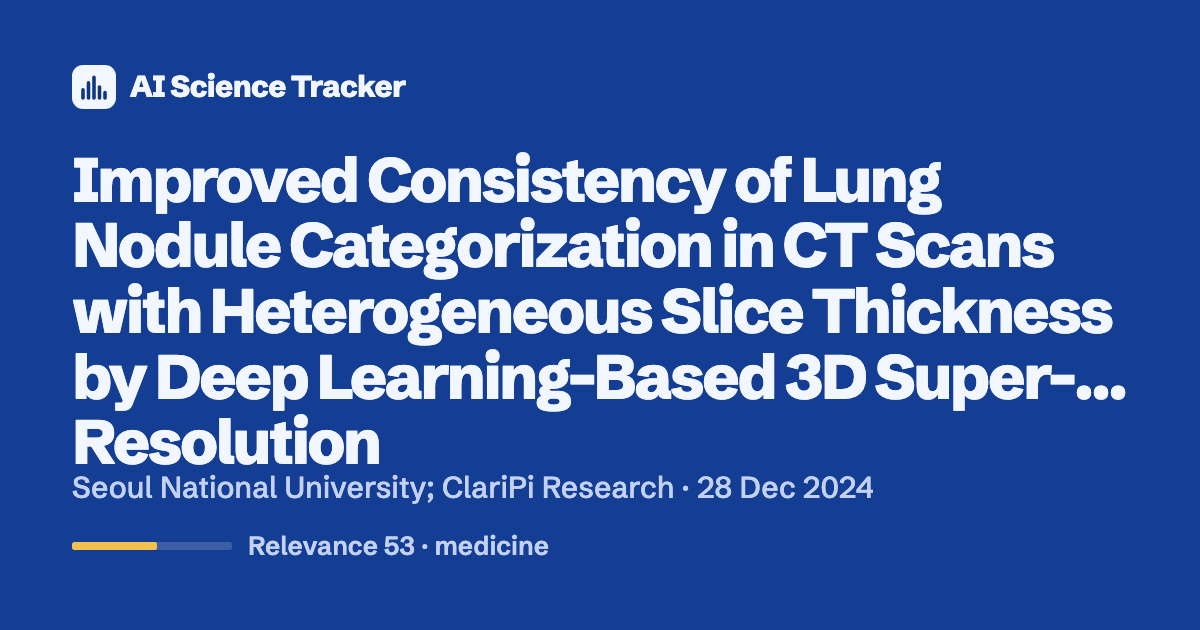 AI Science Tracker
Improved Consistency of Lung
Nodule Categorization in CT Scans
with Heterogeneous Slice Thickness
by Deep Learning-Based 3D Super-...
Resolution
Seoul National University; ClariPi Research · 28 Dec 2024
Relevance 53 · medicine